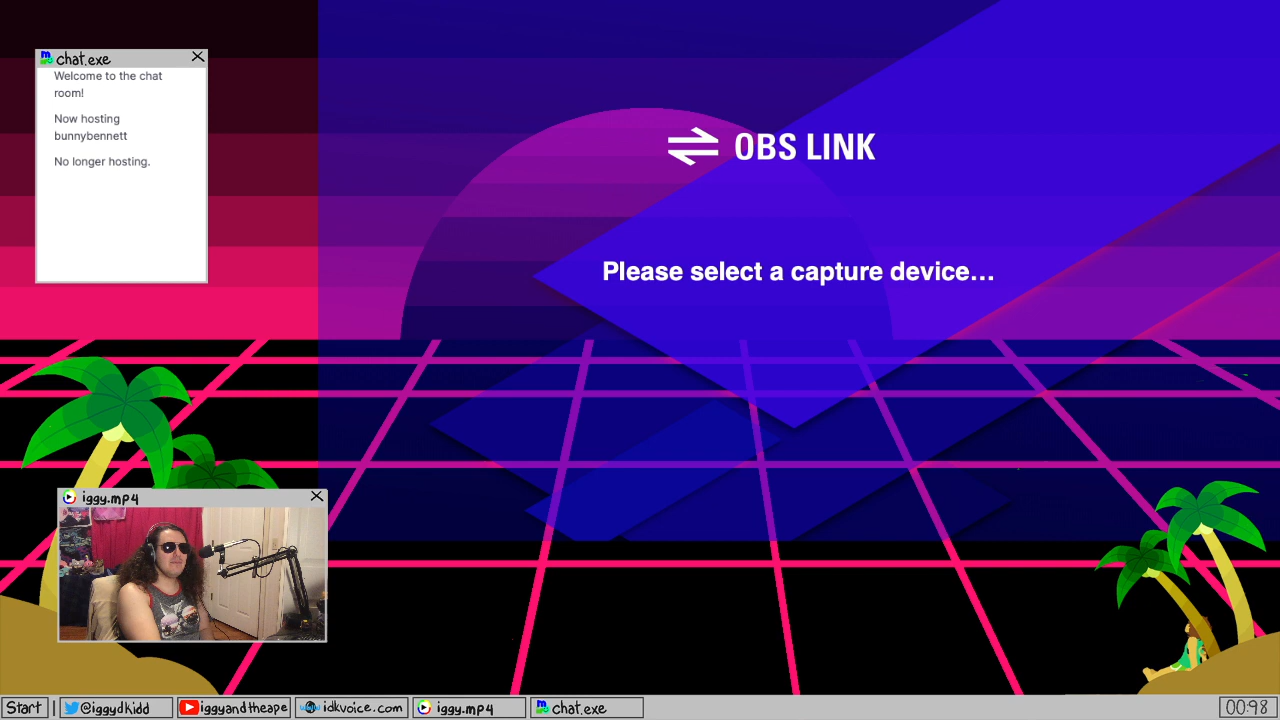 chat.exe
Welcome to the chat
room!
Now hosting
bunnybennett
No longer hosting.
OBS LINK
Please select a capture device...
iggy.mp4
Start | @iggydkidd iggyandtheape idkvoice.com iggy.mp4 chat.exe 00:98